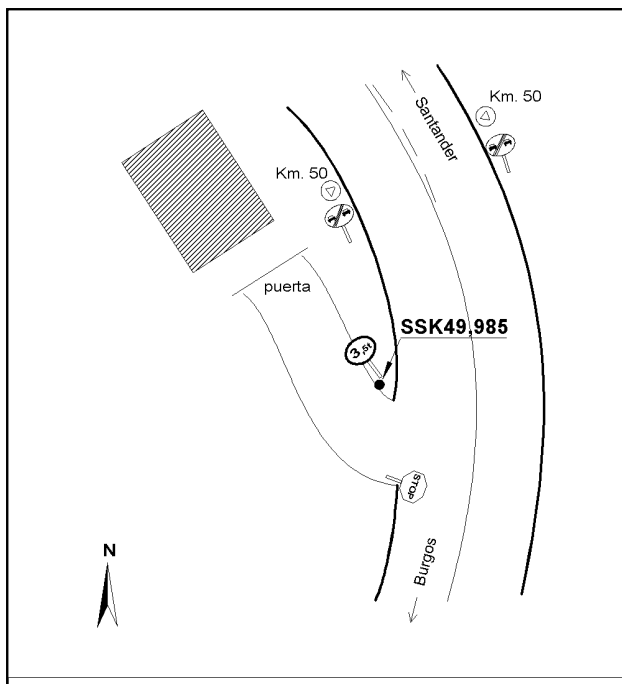 Km. 50
Santander
Km. 50
puerta
SSK49,985
3,5t
STOP
Burgos
N